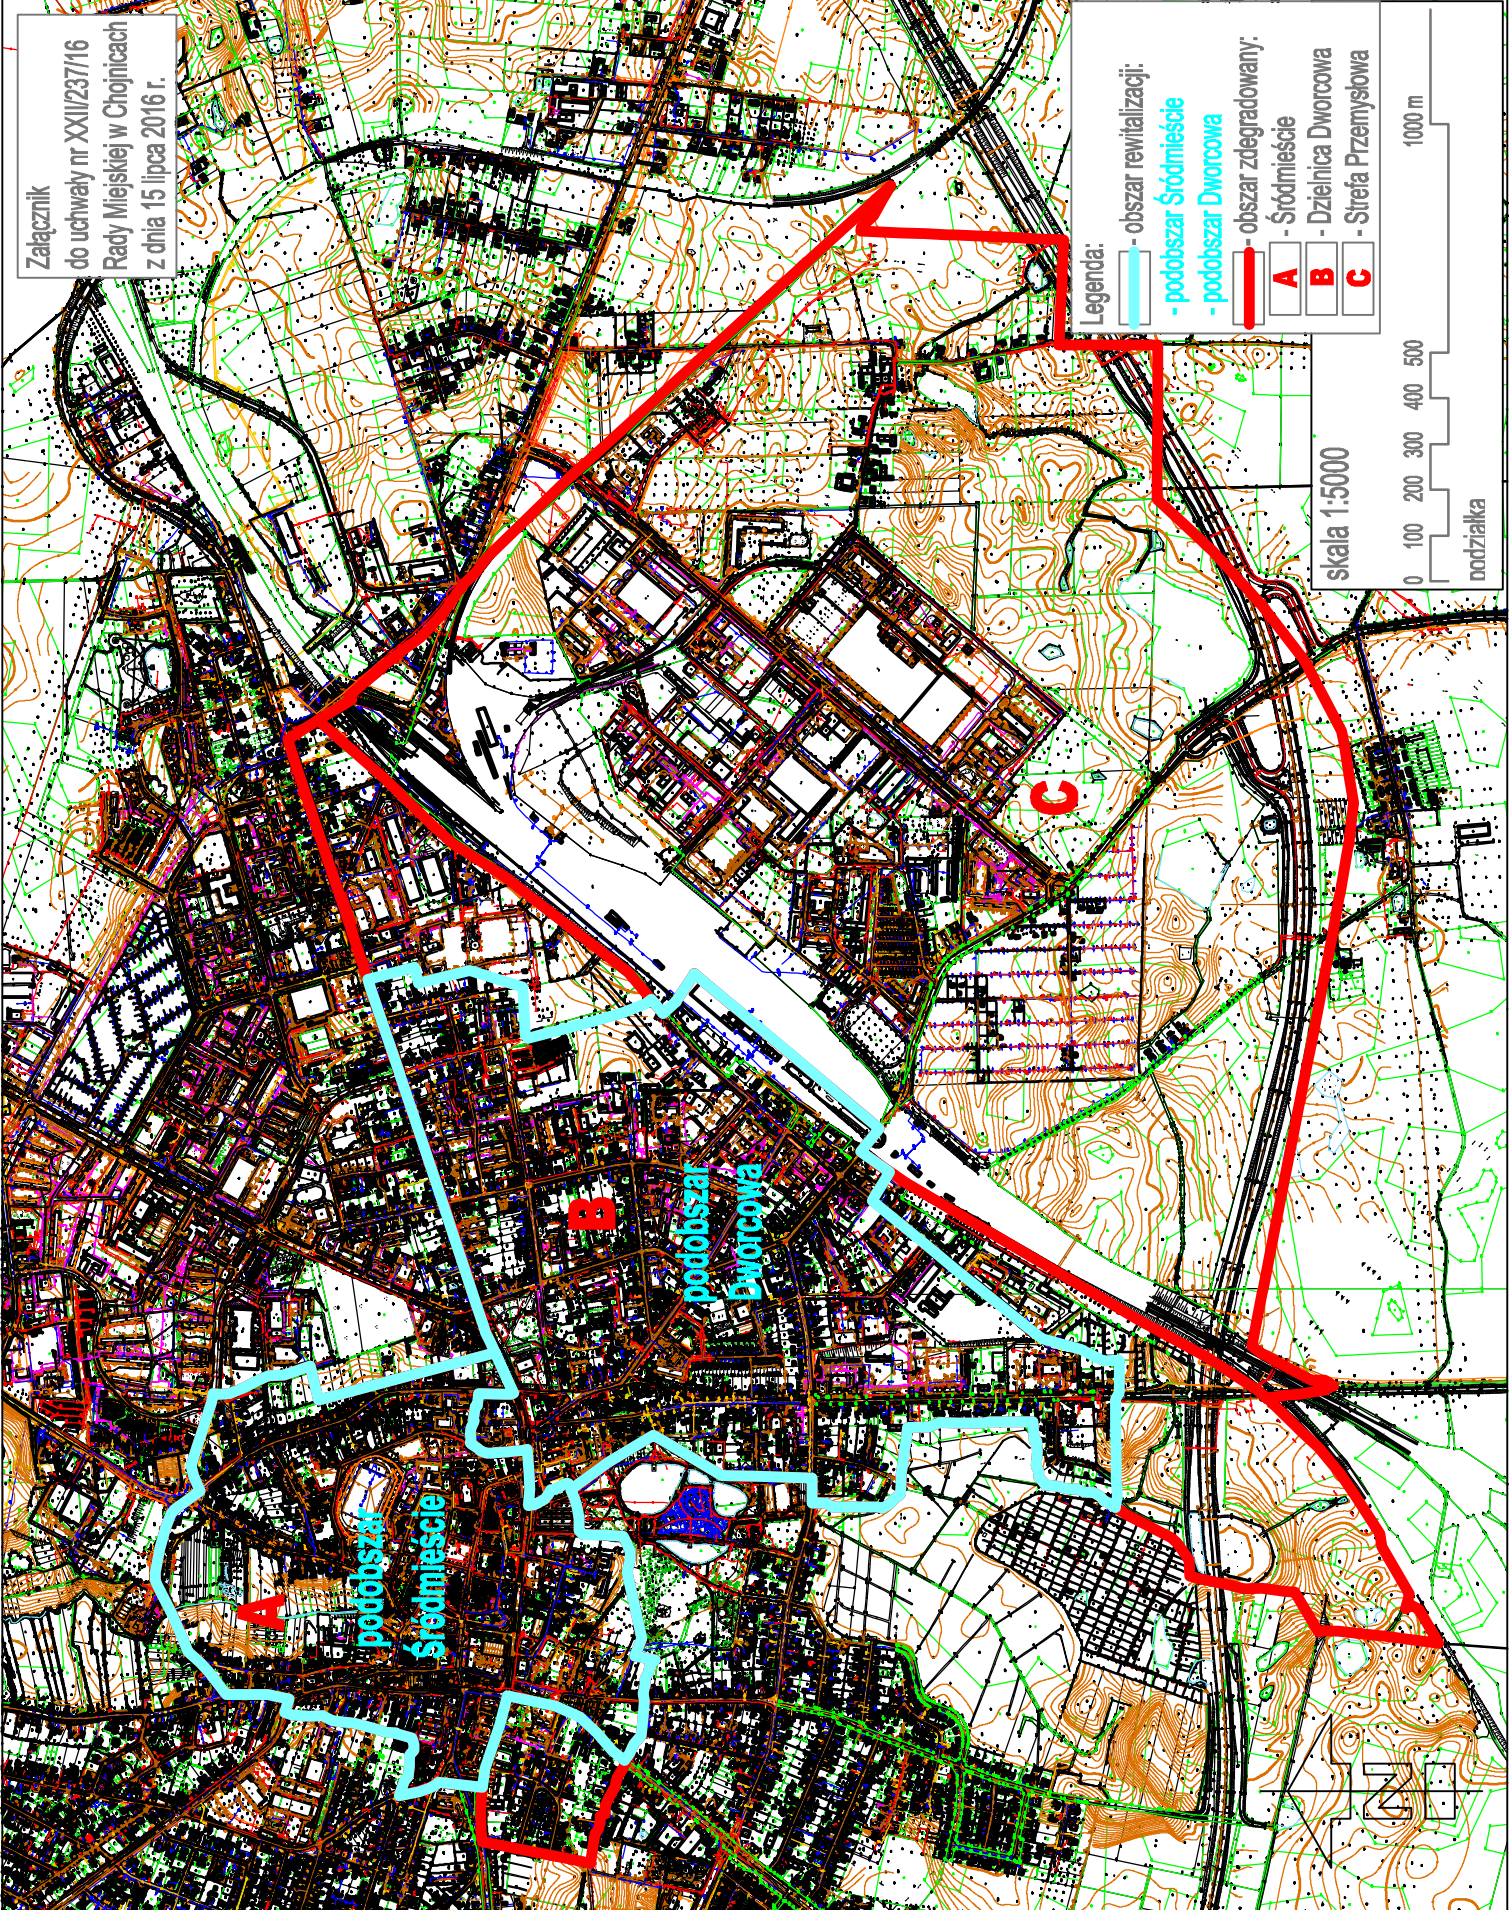 Załącznik
do uchwały nr XXII/237/16
Rady Miejskiej w Chojnicach
z dnia 15 lipca 2016 r.
A
podobszar
Śródmieście
B
podobszar
Dworcowa
C
Legenda:
- obszar rewitalizacji:
- podobszar Śródmieście
- podobszar Dworcowa
- obszar zdegradowany:
A - Śródmieście
B - Dzielnica Dworcowa
C - Strefa Przemysłowa
skala 1:5000
0 100 200 300 400 500 1000 m
podziałka
N